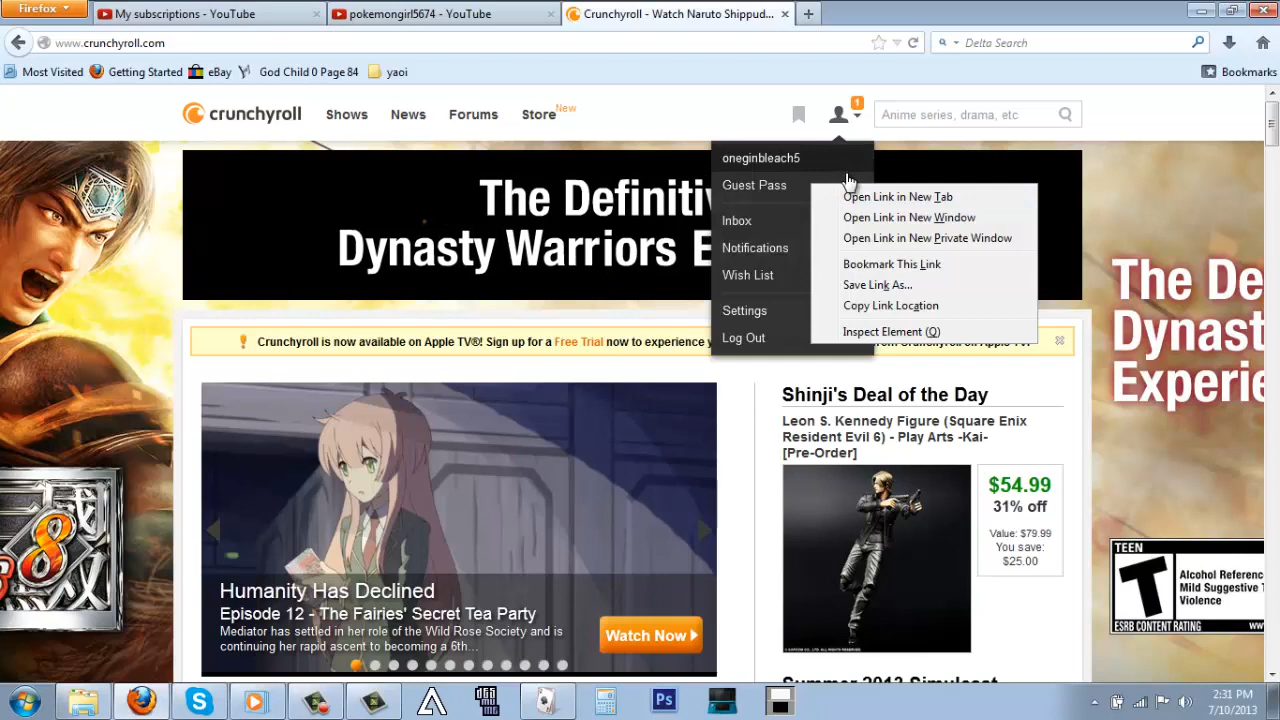 Firefox
My subscriptions - YouTube
pokemongirl5674 - YouTube
Crunchyroll - Watch Naruto Shippud...
www.crunchyroll.com
Delta Search
Most Visited
Getting Started
eBay
God Child 0 Page 84
yaoi
Bookmarks
crunchyroll
Shows
News
Forums
Store
New
1
Anime series, drama, etc
oneginbleach5
Guest Pass
Inbox
Notifications
Wish List
Settings
Log Out
Open Link in New Tab
Open Link in New Window
Open Link in New Private Window
Bookmark This Link
Save Link As...
Copy Link Location
Inspect Element (Q)
The Definitiv
Dynasty Warriors E
The De
Dynast
Experie
Crunchyroll is now available on Apple TV®! Sign up for a Free Trial now to experience
Humanity Has Declined
Episode 12 - The Fairies' Secret Tea Party
Mediator has settled in her role of the Wild Rose Society and is
continuing her rapid ascent to becoming a 6th...
Watch Now
Shinji's Deal of the Day
Leon S. Kennedy Figure (Square Enix
Resident Evil 6) - Play Arts -Kai-
[Pre-Order]
$54.99
31% off
Value: $79.99
You save:
$25.00
Summer 2013 Simulcast
8
TEEN
T
Alcohol Referenc
Mild Suggestive T
Violence
ESRB CONTENT RATING
ww
Ps
2:31 PM
7/10/2013